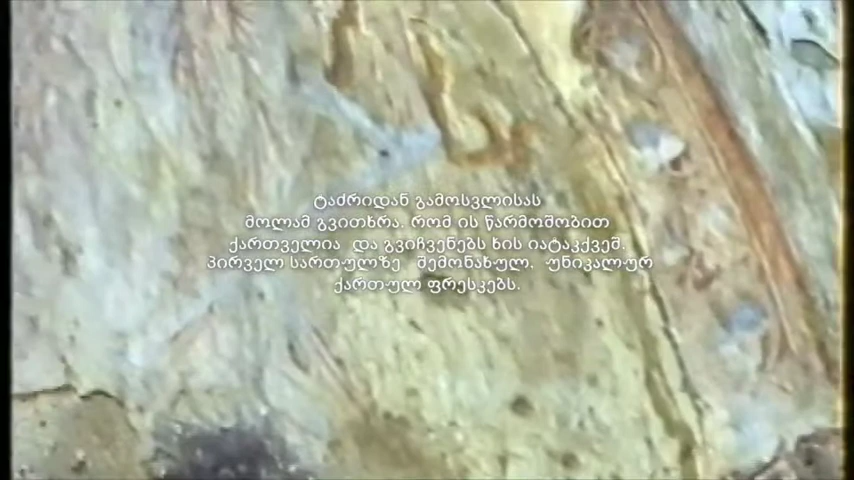 ტაძრიდან გამოსვლისას
მოლამ გვითხრა, რომ ის წარმოშობით
ქართველია და გვიჩვენებს ხის იატაკქვეშ,
პირველ სართულზე შემონახულ, უნიკალურ
ქართულ ფრესკებს.